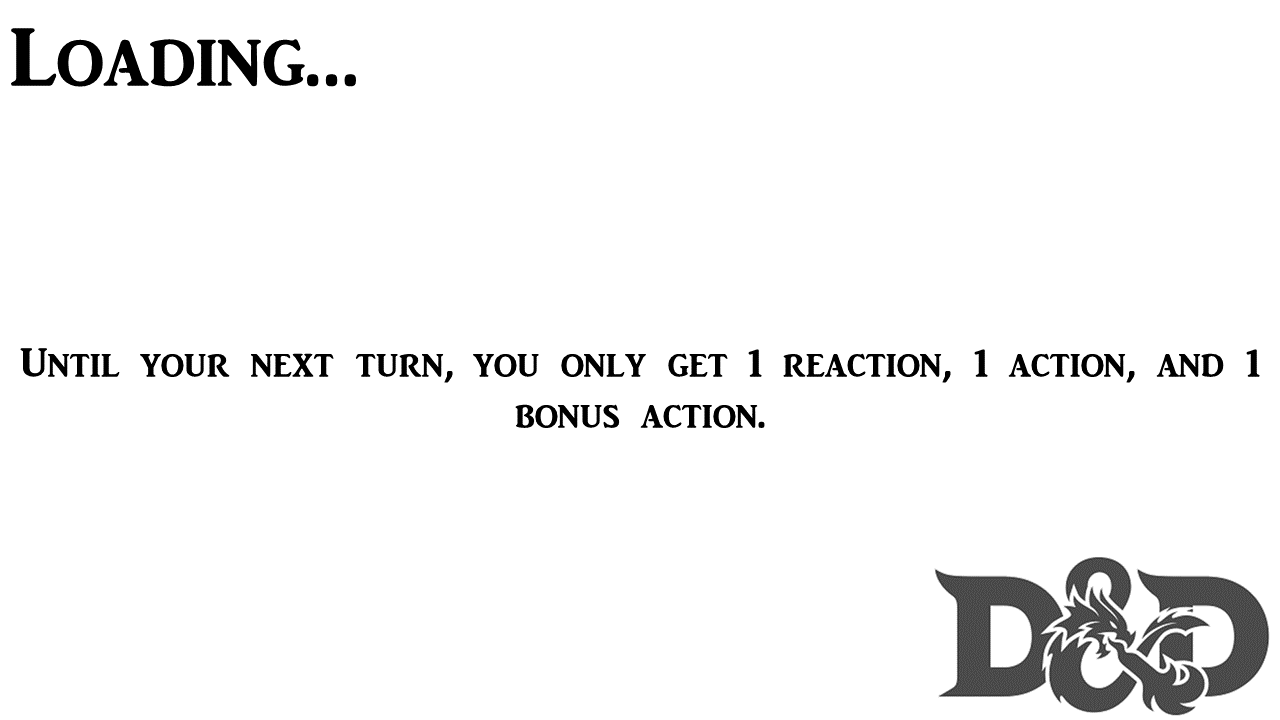 Loading...
Until your next turn, you only get 1 reaction, 1 action, and 1
bonus action.
D&D